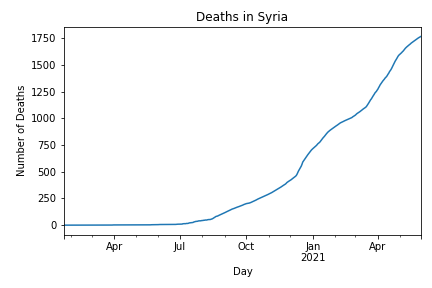 Deaths in Syria
Number of Deaths
1750
1500
1250
1000
750
500
250
0
Apr
Jul
Oct
Jan
2021
Apr
Day